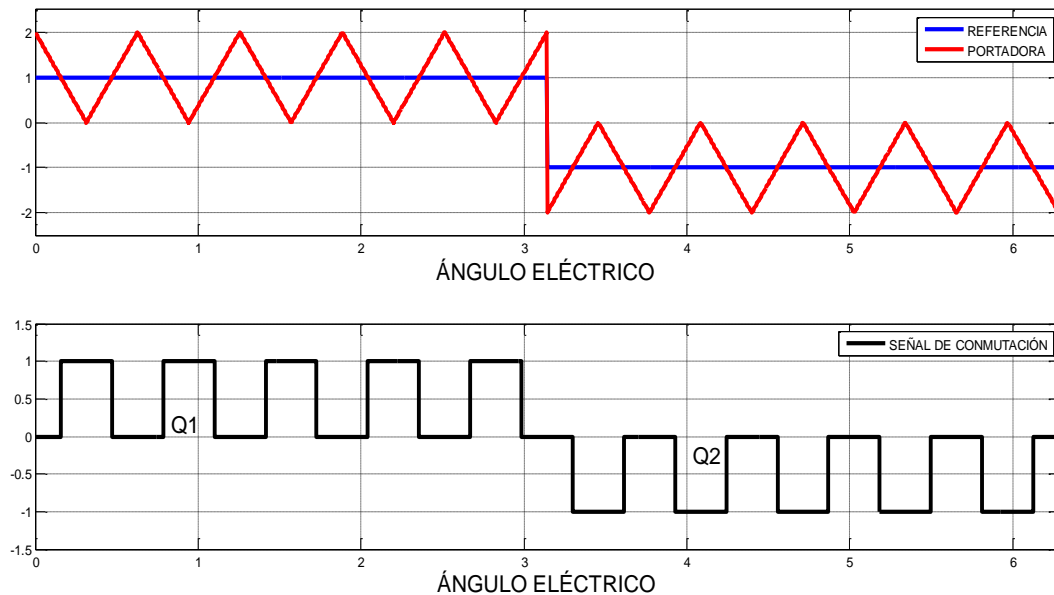 2
1
0
-1
-2
REFERENCIA
PORTADORA
0 1 2 3 4 5 6
ÁNGULO ELÉCTRICO
1.5
1
0.5
0
-0.5
-1
-1.5
SEÑAL DE CONMUTACIÓN
Q1
Q2
0 1 2 3 4 5 6
ÁNGULO ELÉCTRICO